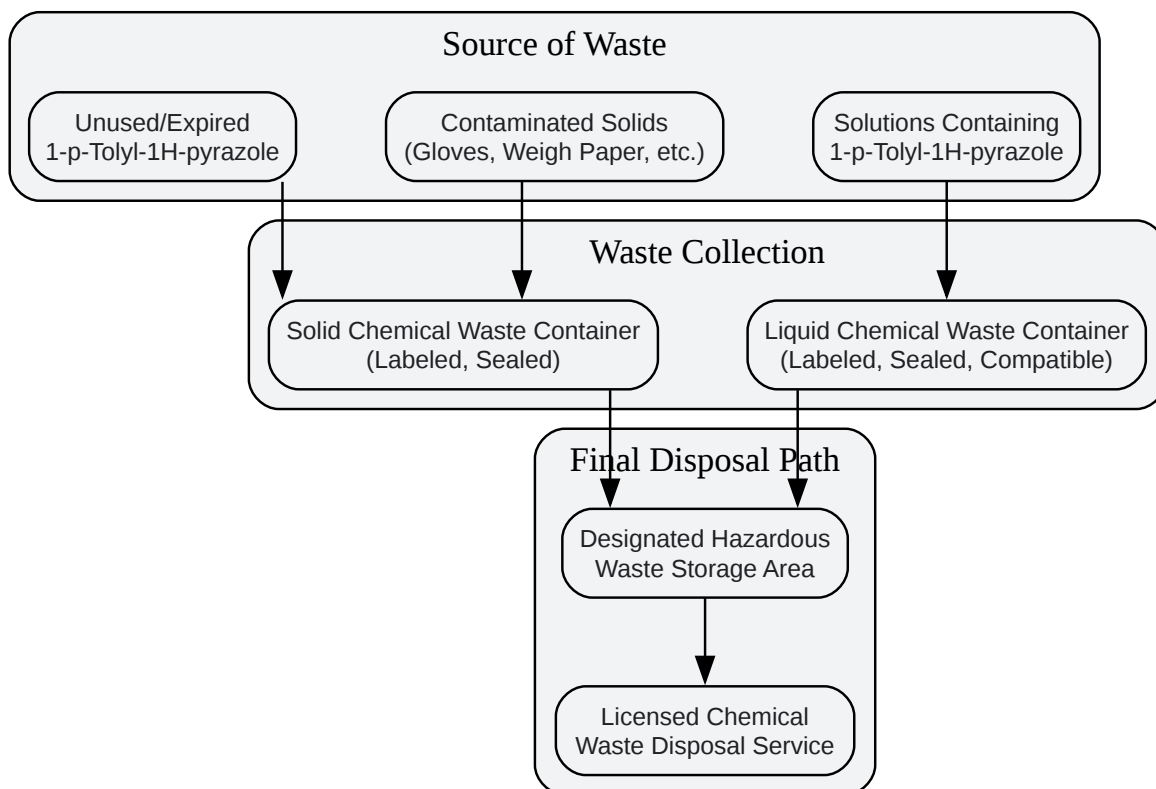 Source of Waste
Unused/Expired
1-p-Tolyl-1H-pyrazole
Contaminated Solids
(Gloves, Weigh Paper, etc.)
Solutions Containing
1-p-Tolyl-1H-pyrazole
Waste Collection
Solid Chemical Waste Container
(Labeled, Sealed)
Liquid Chemical Waste Container
(Labeled, Sealed, Compatible)
Final Disposal Path
Designated Hazardous
Waste Storage Area
Licensed Chemical
Waste Disposal Service